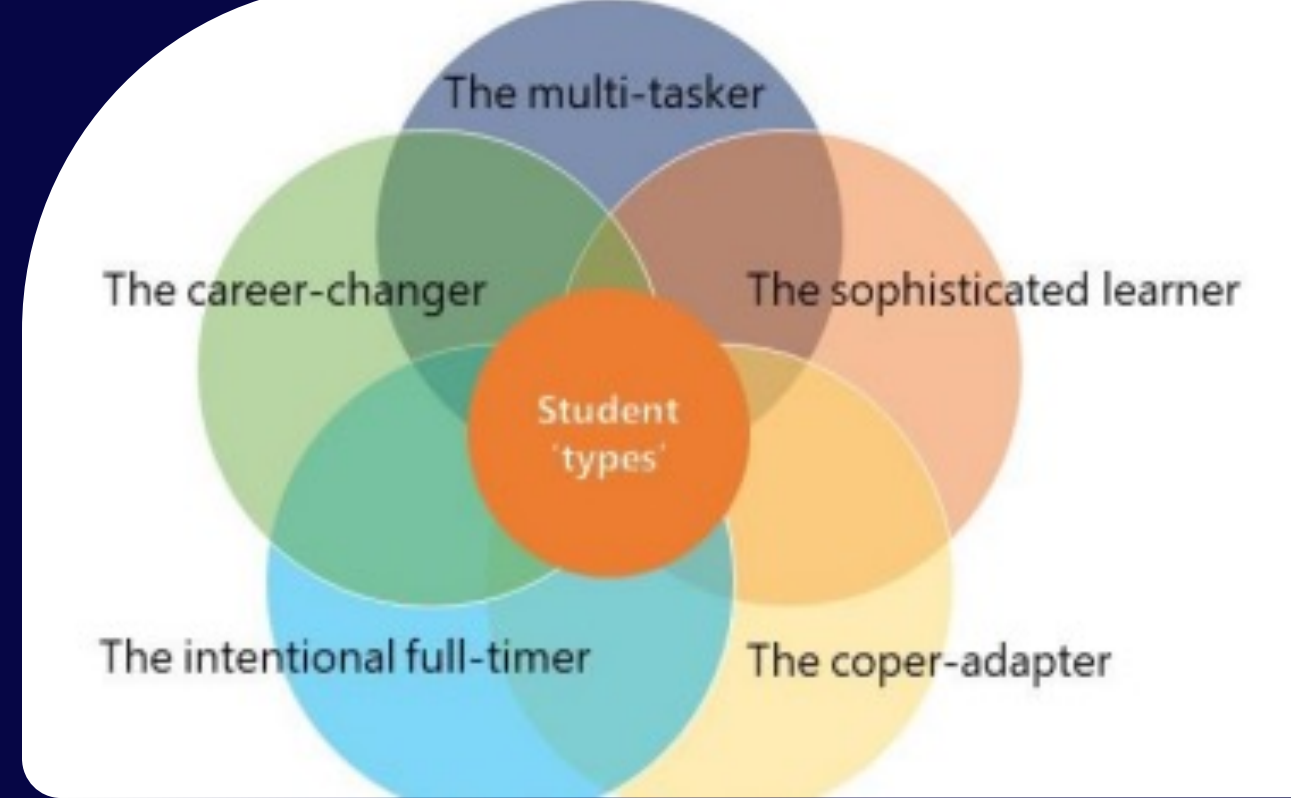 The multi-tasker
The career-changer
The sophisticated learner
Student
'types'
The intentional full-timer
The coper-adapter